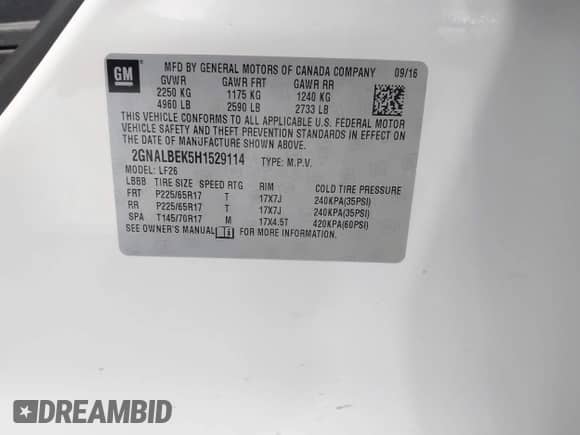 GM
MFD BY GENERAL MOTORS OF CANADA COMPANY 09/16
GVWR GAWR FRT GAWR RR
2250 KG 1175 KG 1240 KG
4960 LB 2590 LB 2733 LB
THIS VEHICLE CONFORMS TO ALL APPLICABLE U.S. FEDERAL MOTOR
VEHICLE SAFETY AND THEFT PREVENTION STANDARDS IN EFFECT ON
THE DATE OF MANUFACTURE SHOWN ABOVE.
2GNALBEK5H1529114 TYPE: M.P.V.
MODEL: LF26
LBBB TIRE SIZE SPEED RTG RIM COLD TIRE PRESSURE
FRT P225/65R17 T 17X7J 240KPA(35PSI)
RR P225/65R17 T 17X7J 240KPA(35PSI)
SPA T145/70R17 M 17X4.5T 420KPA(60PSI)
SEE OWNER'S MANUAL FOR MORE INFORMATION.
DREAMBID